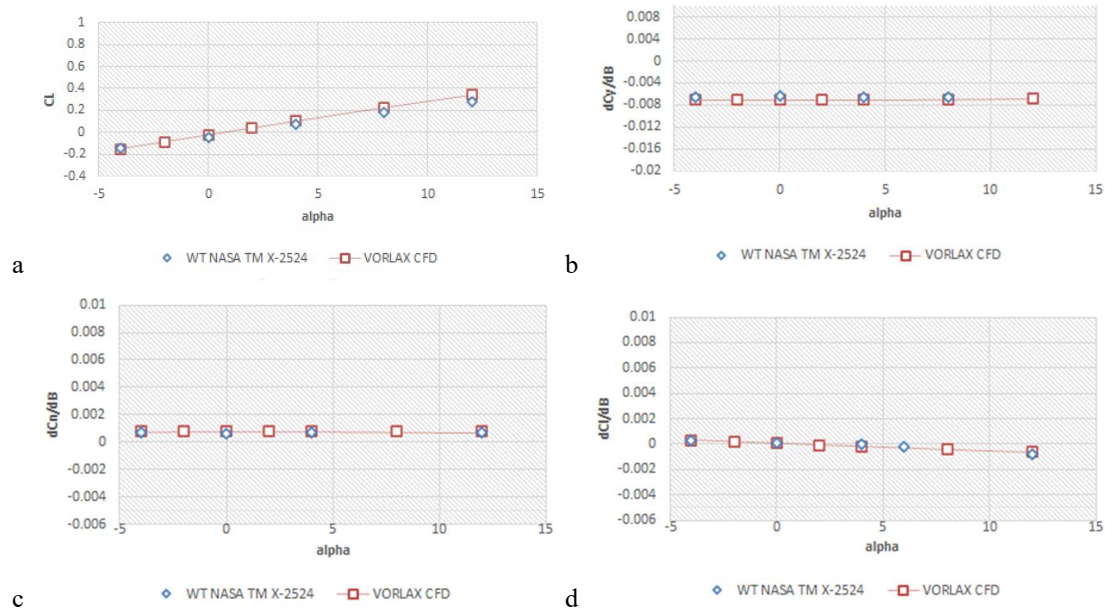 1
0.8
0.6
0.4
0.2
0
-0.2
-0.4
CL
-5 0 5 10 15
alpha
WT NASA TM X-2524 VORLAX CFD
a
0.008
0.004
0
-0.004
-0.008
-0.012
-0.016
-0.02
dCy/dB
-5 0 5 10 15
alpha
WT NASA TM X-2524 VORLAX CFD
b
0.01
0.008
0.006
0.004
0.002
0
-0.002
-0.004
-0.006
dCn/dB
-5 0 5 10 15
alpha
WT NASA TM X-2524 VORLAX CFD
c
0.01
0.008
0.006
0.004
0.002
0
-0.002
-0.004
-0.006
dCl/dB
-5 0 5 10 15
alpha
WT NASA TM X-2524 VORLAX CFD
d